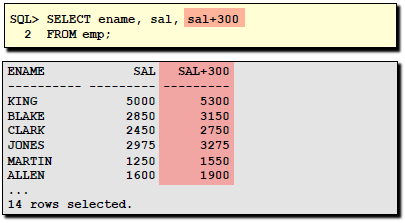 SQL> SELECT ename, sal, sal+300
2 FROM emp;
ENAME SAL SAL+300
---------- --------- ---------
KING 5000 5300
BLAKE 2850 3150
CLARK 2450 2750
JONES 2975 3275
MARTIN 1250 1550
ALLEN 1600 1900
...
14 rows selected.